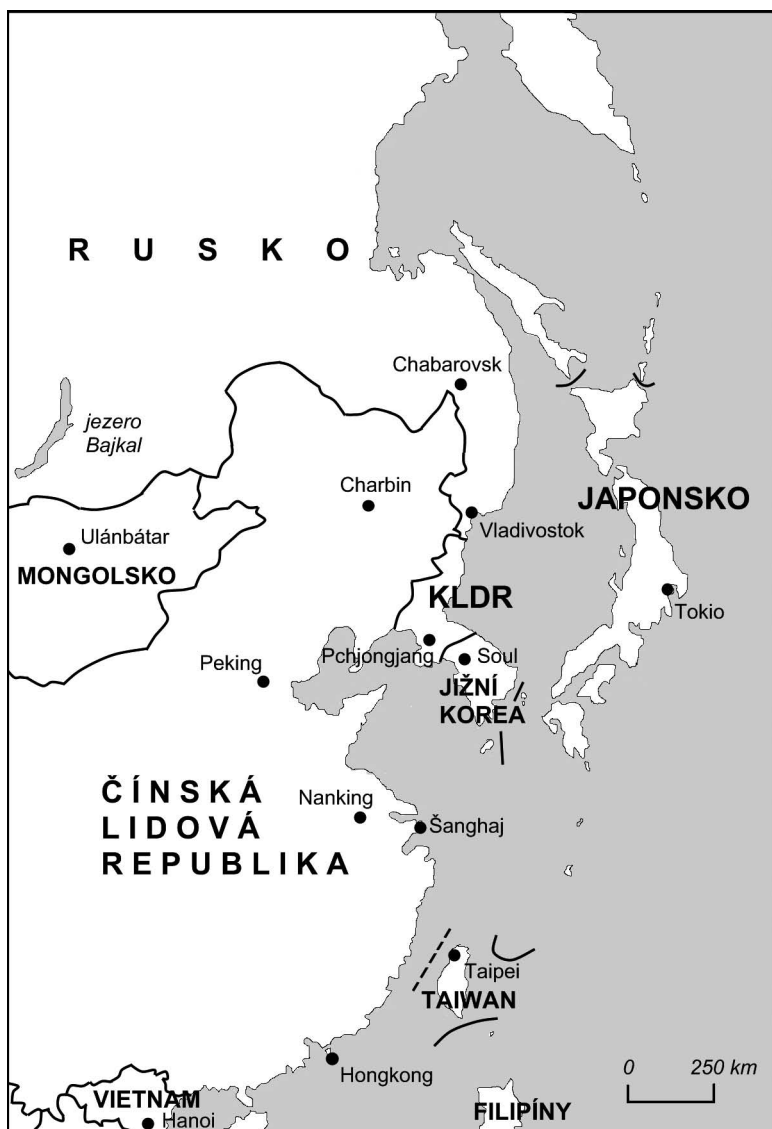 RUSKO
Chabarovsk
jezero
Bajkal
Charbin
JAPONSKO
Vladivostok
Ulánbátar
MONGOLSKO
KLDR
Tokio
Pchjongjang
Soul
Peking
JIŽNÍ
KOREA
ČÍNSKÁ
LIDOVÁ
REPUBLIKA
Nanking
Šanghaj
Taipei
TAIWAN
Hongkong
0 250 km
VIETNAM
Hanoi
FILIPÍNY